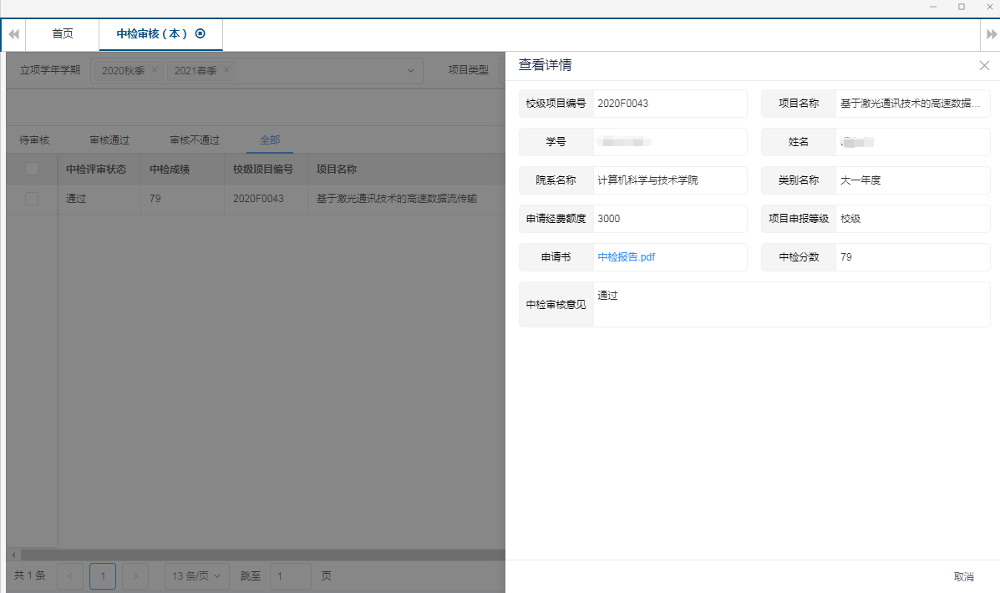 首页
中检审核（本）
立项学年学期
2020秋季
2021春季
项目类型
待审核
审核通过
审核不通过
全部
中检评审状态
中检成绩
校级项目编号
项目名称
通过
79
2020F0043
基于激光通讯技术的高速数据流传输
共 1 条
1
13 条/页
跳至
1
页
查看详情
校级项目编号
2020F0043
项目名称
基于激光通讯技术的高速数据...
学号
姓名
院系名称
计算机科学与技术学院
类别名称
大一年度
申请经费额度
3000
项目申报等级
校级
申请书
中检报告.pdf
中检分数
79
中检审核意见
通过
取消